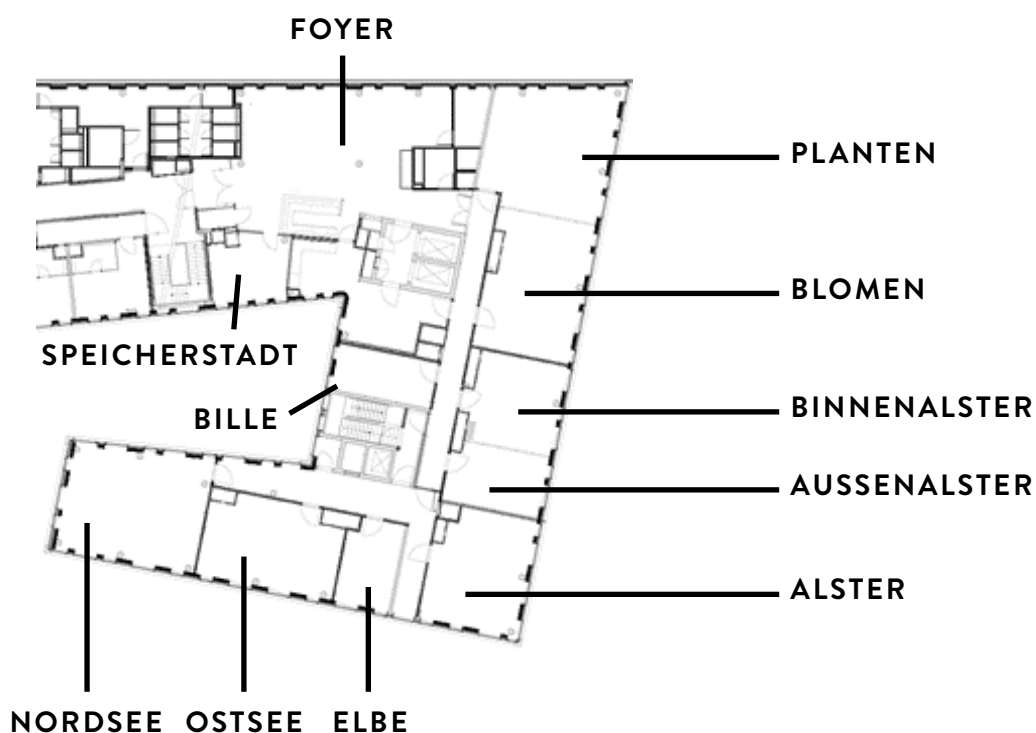 FOYER
PLANTEN
BLOMEN
SPEICHERSTADT
BILLE
BINNENALSTER
AUSSENALSTER
ALSTER
NORDSEE OSTSEE ELBE